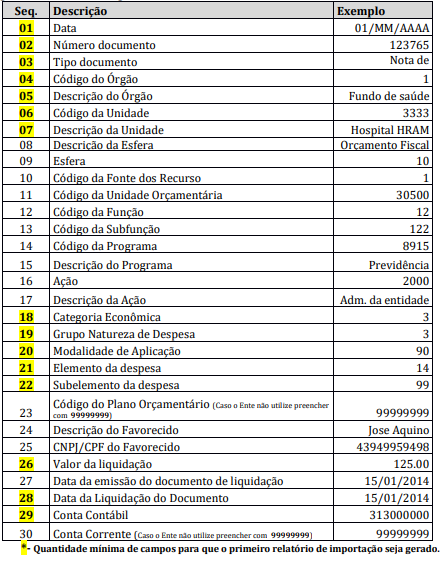 Seq. Descrição Exemplo
01 Data 01/MM/AAAA
02 Número documento 123765
03 Tipo documento Nota de
04 Código do Órgão 1
05 Descrição do Órgão Fundo de saúde
06 Código da Unidade 3333
07 Descrição da Unidade Hospital HRAM
08 Descrição da Esfera Orçamento Fiscal
09 Esfera 10
10 Código da Fonte dos Recurso 1
11 Código da Unidade Orçamentária 30500
12 Código da Função 12
13 Código da Subfunção 122
14 Código da Programa 8915
15 Descrição do Programa Previdência
16 Ação 2000
17 Descrição da Ação Adm. da entidade
18 Categoria Econômica 3
19 Grupo Natureza de Despesa 3
20 Modalidade de Aplicação 90
21 Elemento da despesa 14
22 Subelemento da despesa 99
23 Código do Plano Orçamentário (Caso o Ente não utilize preencher
com 99999999) 99999999
24 Descrição do Favorecido Jose Aquino
25 CNPJ/CPF do Favorecido 43949959498
26 Valor da liquidação 125.00
27 Data da emissão do documento de liquidação 15/01/2014
28 Data da Liquidação do Documento 15/01/2014
29 Conta Contábil 313000000
30 Conta Corrente (Caso o Ente não utilize preencher com 99999999) 99999999
*- Quantidade mínima de campos para que o primeiro relatório de importação seja gerado.